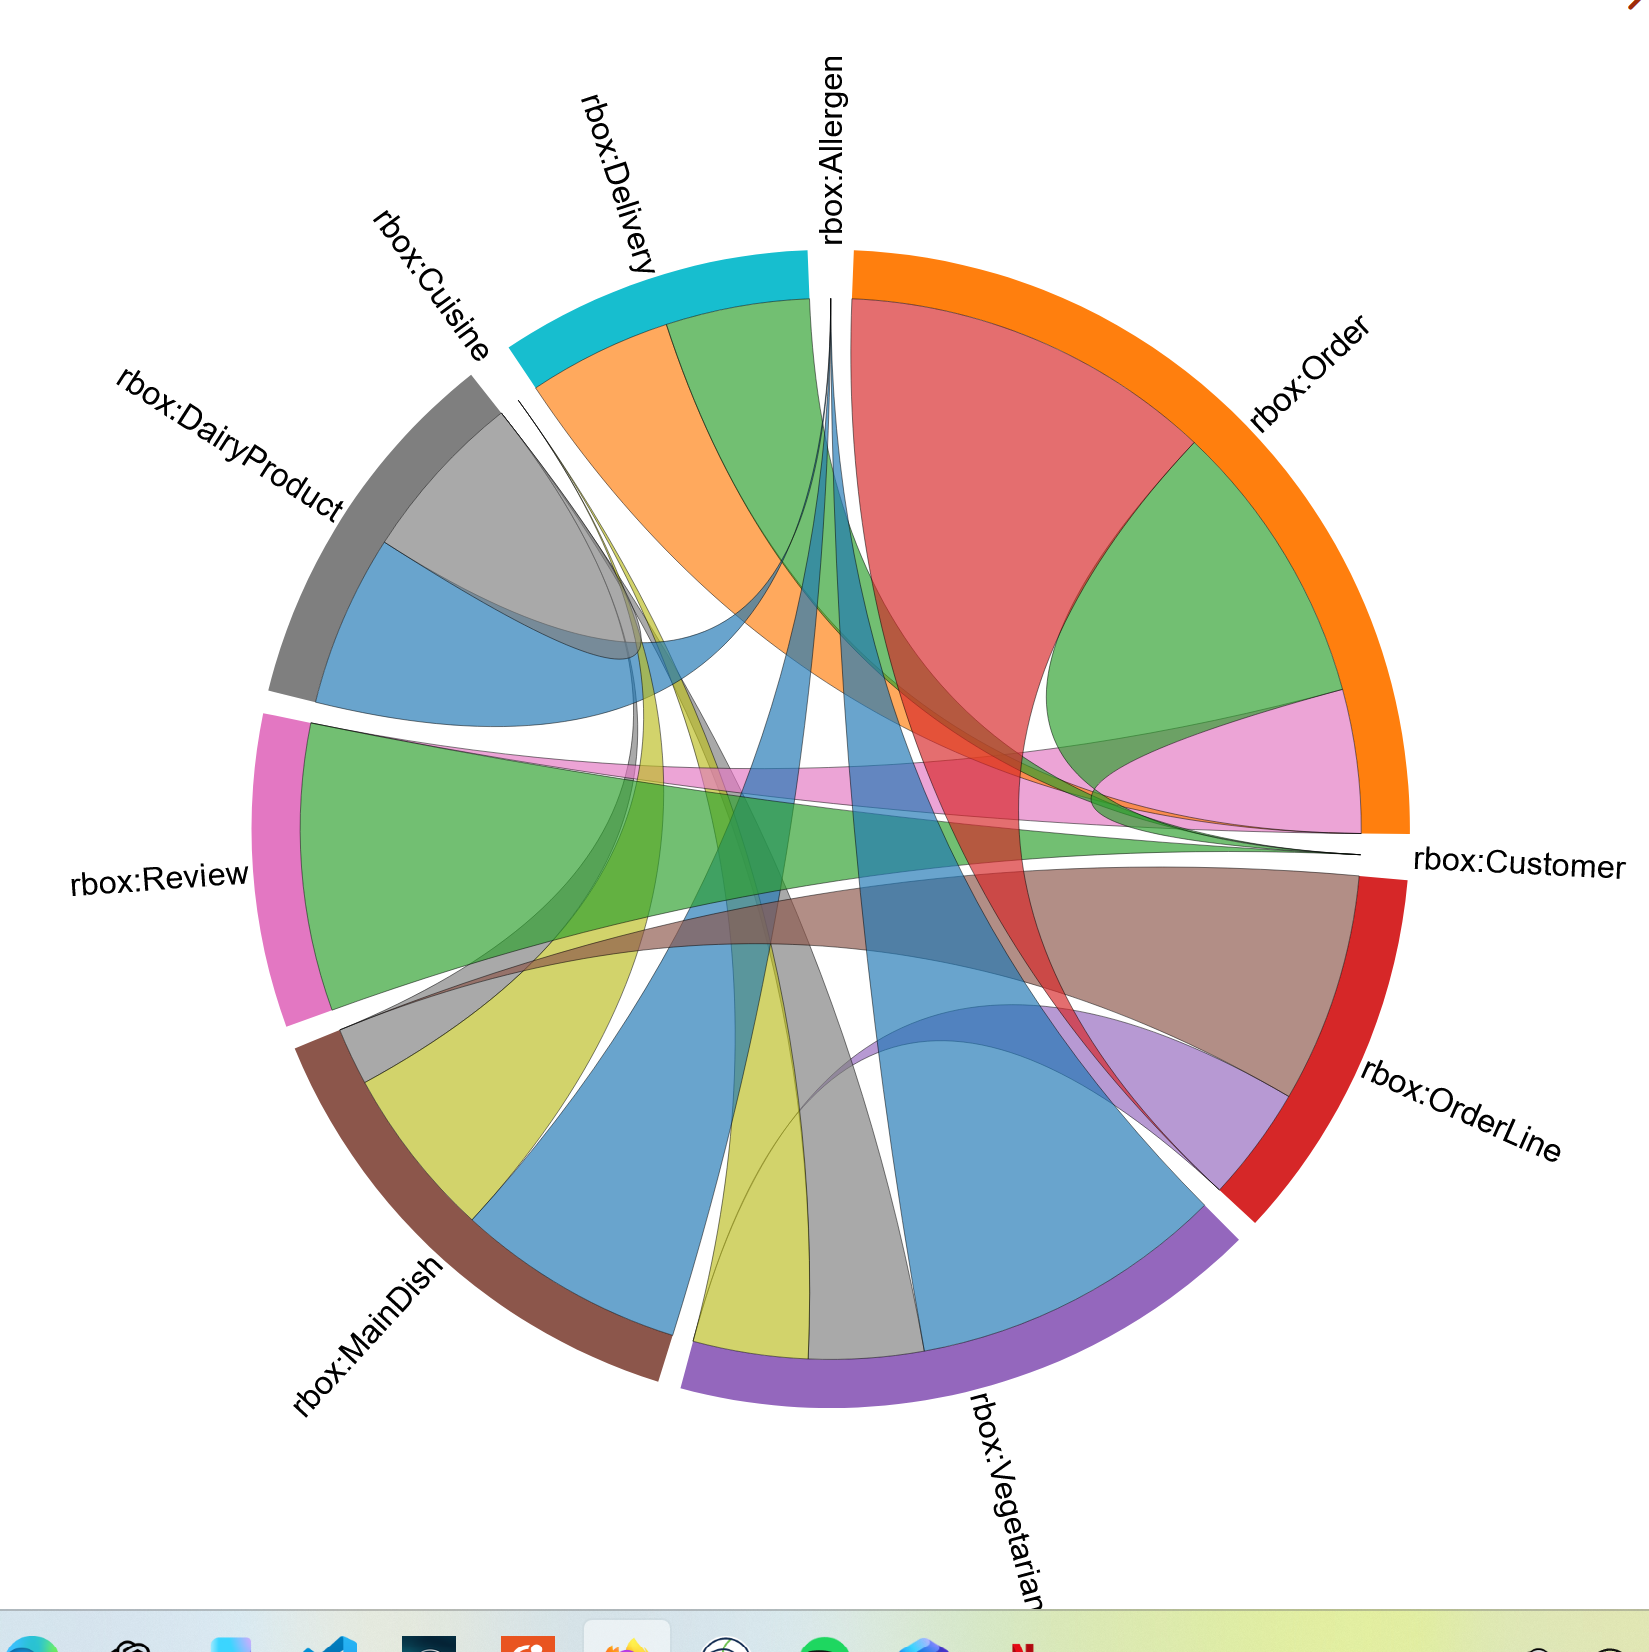 rbox:Allergen
rbox:Delivery
rbox:Cuisine
rbox:Order
rbox:DairyProduct
rbox:Customer
rbox:Review
rbox:OrderLine
rbox:MainDish
rbox:Vegetarian